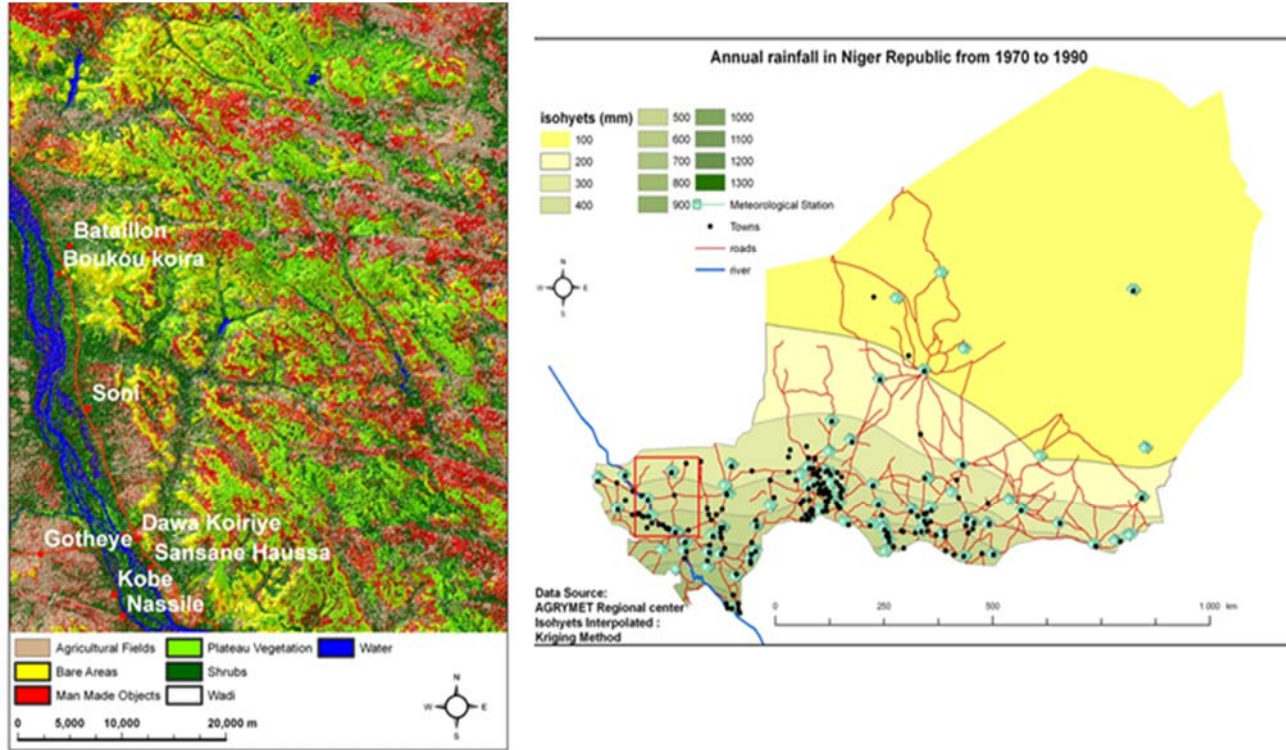 Bataillon
Boukou koira
Soni
Dawa Koiriye
Gotheye
Sansane Haussa
Kobe
Nassile
Agricultural Fields
Plateau Vegetation
Water
Bare Areas
Shrubs
Man Made Objects
Wadi
0 5,000 10,000 20,000 m
N
W E
S
Annual rainfall in Niger Republic from 1970 to 1990
isohyets (mm)
100
200
300
400
500
600
700
800
900
1000
1100
1200
1300
Meteorological Station
Towns
roads
river
N
W E
S
Data Source:
AGRYMET Regional center
Isohyets Interpolated :
Kriging Method
0 250 500 1 000 km